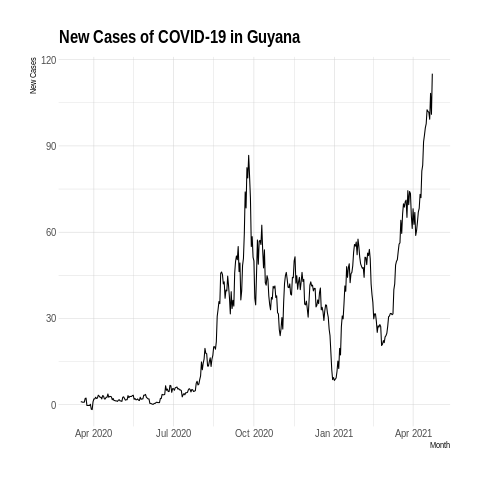 New Cases of COVID-19 in Guyana
New Cases
120
90
60
30
0
Apr 2020 Jul 2020 Oct 2020 Jan 2021 Apr 2021
Month